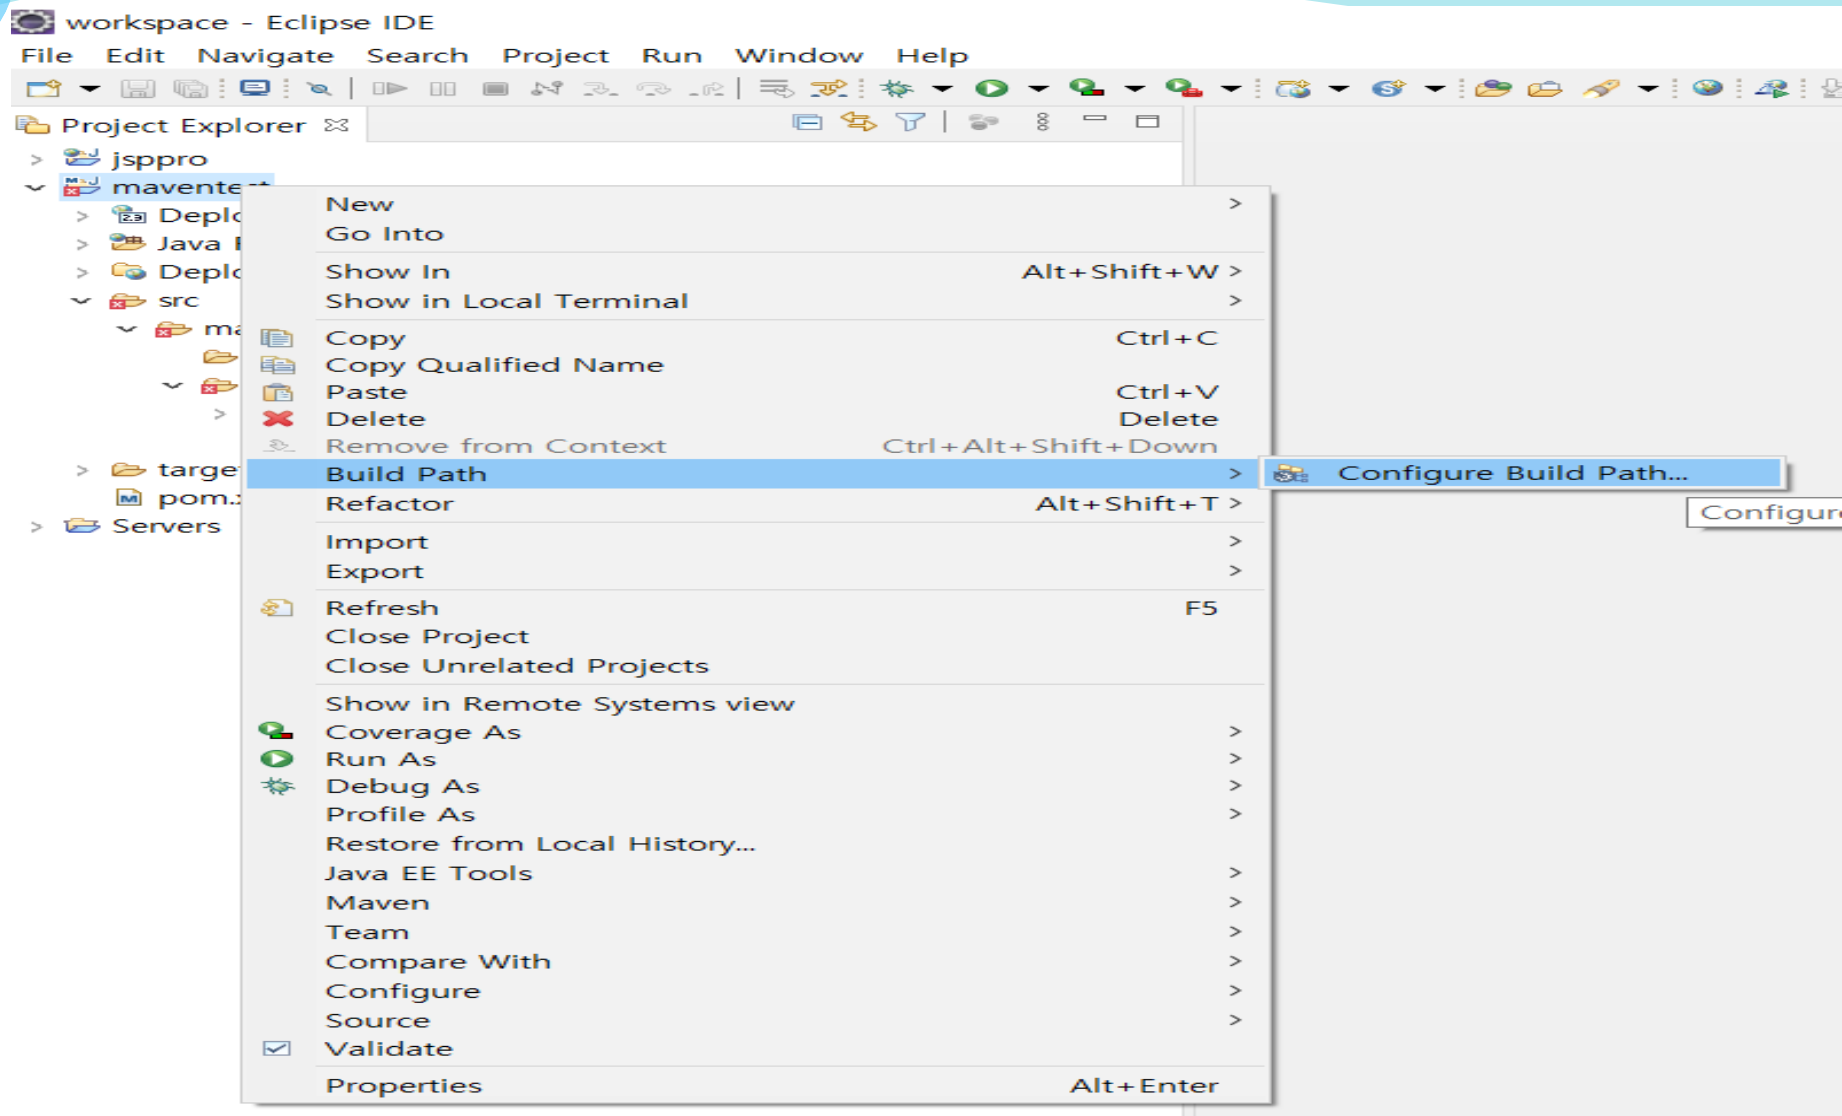 workspace - Eclipse IDE
File Edit Navigate Search Project Run Window Help
Project Explorer
jsppro
maventest
New
Deplo
Go Into
Java
Deplo
Show In Alt+Shift+W
src
Show in Local Terminal
ma
Copy Ctrl+C
Copy Qualified Name
Paste Ctrl+V
Delete Delete
Remove from Context Ctrl+Alt+Shift+Down
targe
Build Path
Configure Build Path...
pom.x
Refactor Alt+Shift+T
Configure
Servers
Import
Export
Refresh F5
Close Project
Close Unrelated Projects
Show in Remote Systems view
Coverage As
Run As
Debug As
Profile As
Restore from Local History...
Java EE Tools
Maven
Team
Compare With
Configure
Source
Validate
Properties Alt+Enter